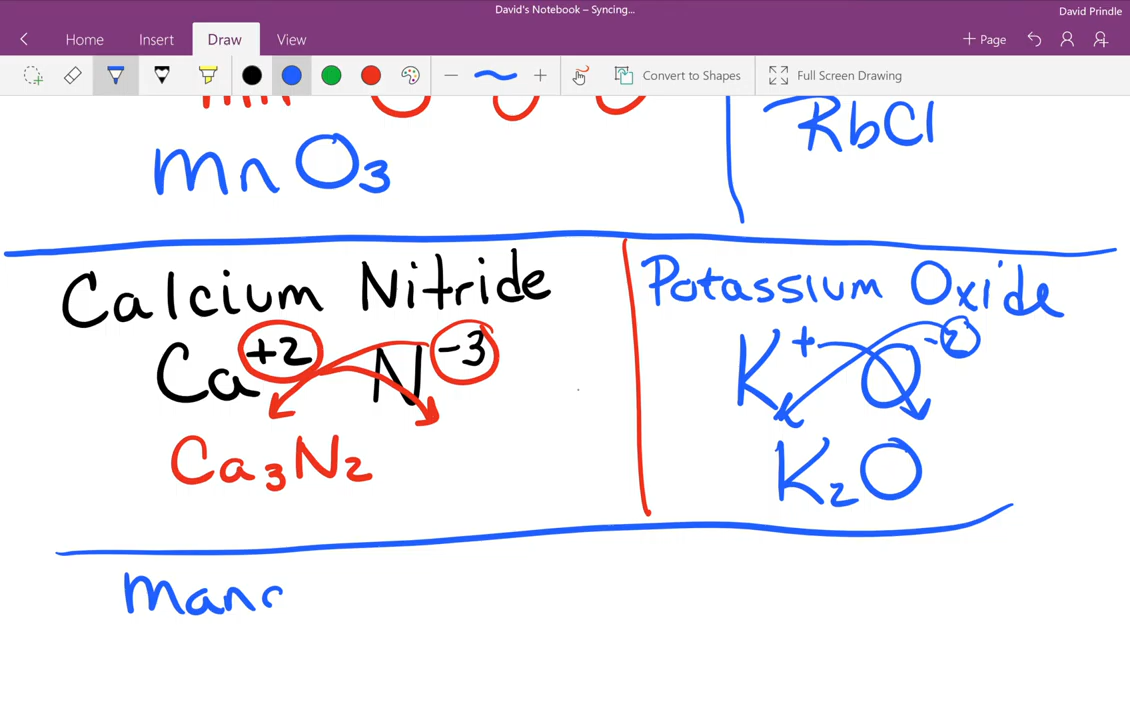 David's Notebook – Syncing...
David Prindle
Home Insert Draw View
Page
Convert to Shapes
Full Screen Drawing
RbCl
MnO3
Calcium Nitride
Ca +2 N -3
Ca3N2
Potassium Oxide
K + O -2
K2O